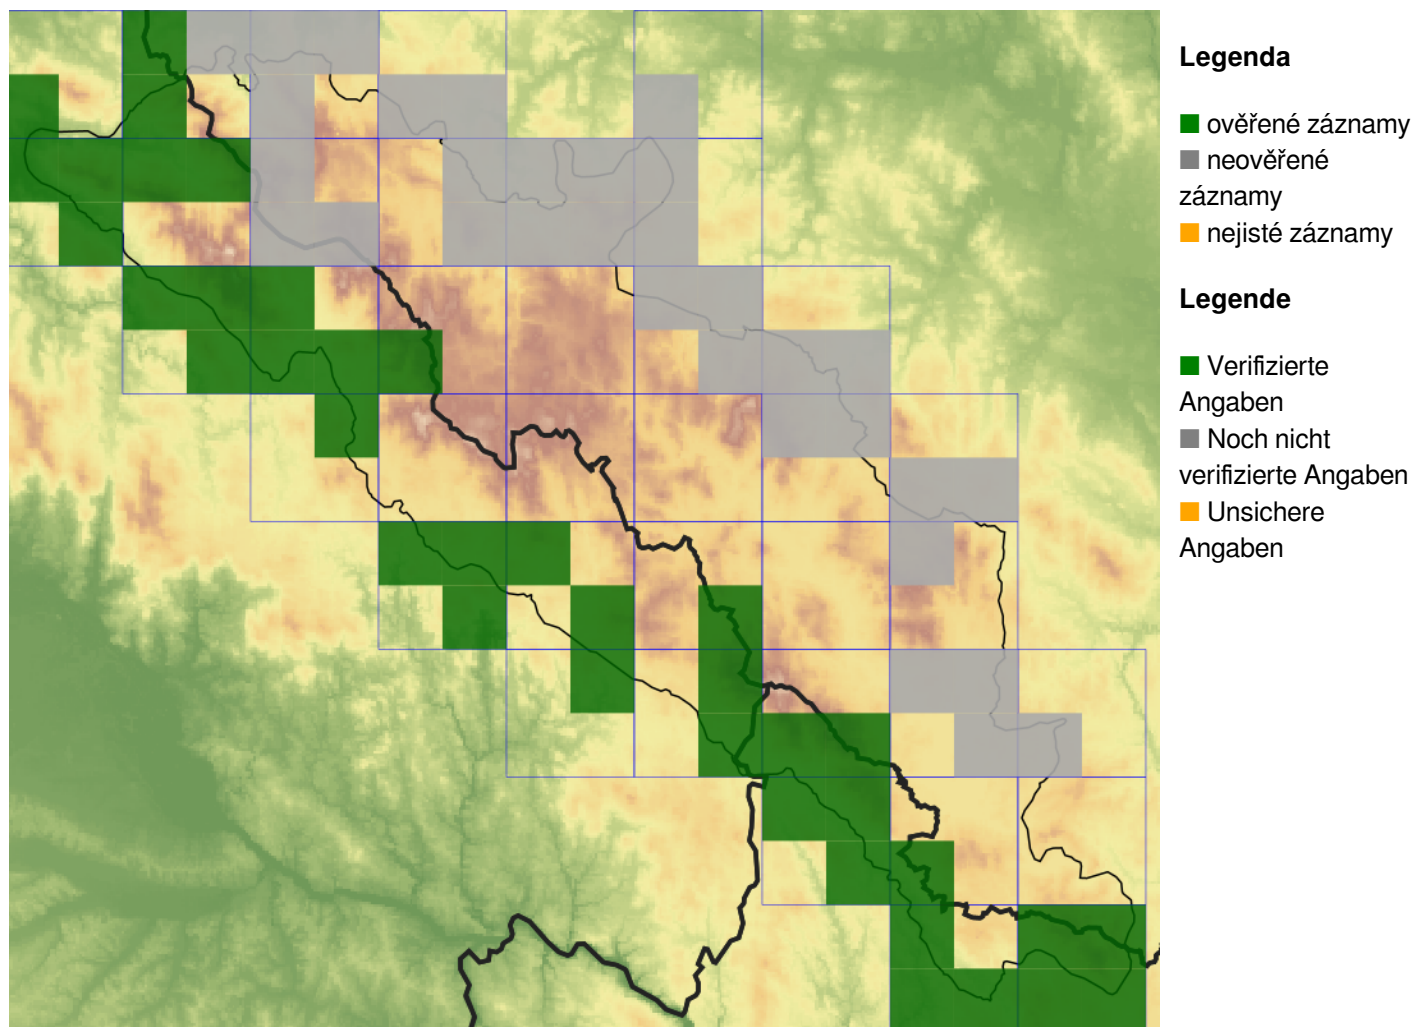 Legenda
ověřené záznamy
neověřené
záznamy
nejisté záznamy
Legende
Verifizierte
Angaben
Noch nicht
verifizierte Angaben
Unsichere
Angaben